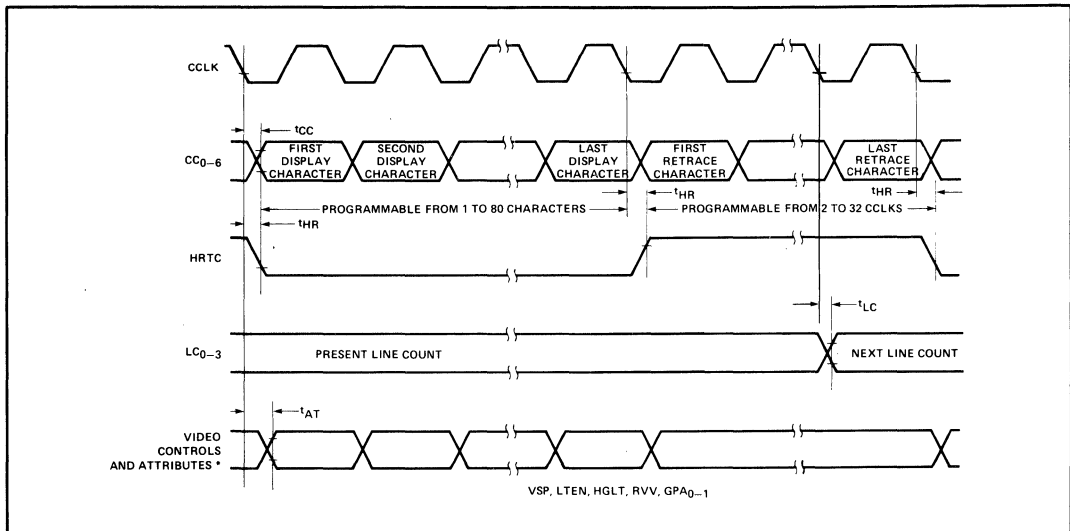 CCLK
tCC
CC0–6
FIRST DISPLAY CHARACTER
SECOND DISPLAY CHARACTER
LAST DISPLAY CHARACTER
FIRST RETRACE CHARACTER
LAST RETRACE CHARACTER
tHR
tHR
PROGRAMMABLE FROM 1 TO 80 CHARACTERS
PROGRAMMABLE FROM 2 TO 32 CCLKS
tHR
HRTC
tLC
LC0–3
PRESENT LINE COUNT
NEXT LINE COUNT
tAT
VIDEO
CONTROLS
AND ATTRIBUTES *
VSP, LTEN, HGLT, RVV, GPA0–1